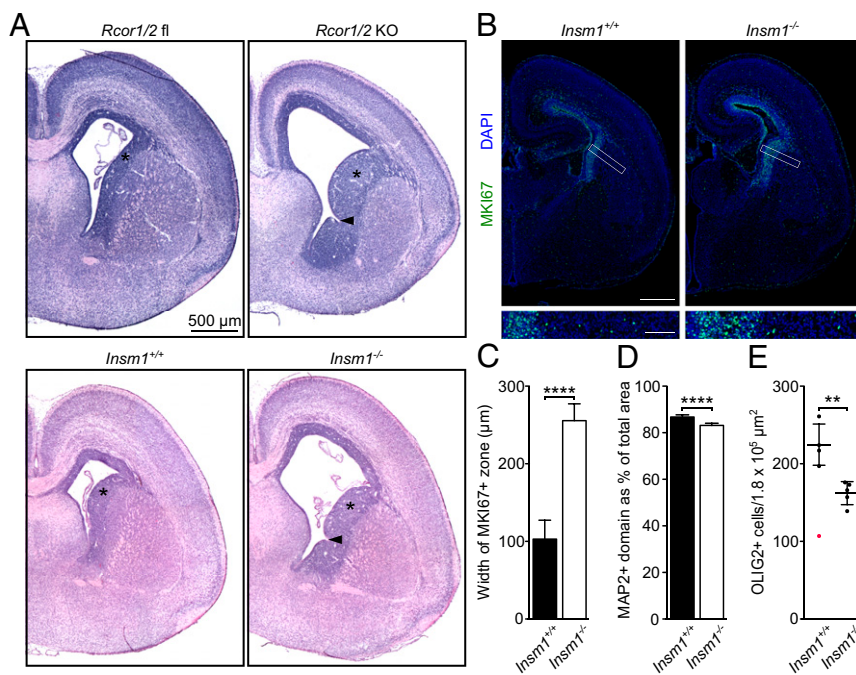 A
Rcor1/2 fl
Rcor1/2 KO
*
*
500 µm
Insm1+/+
Insm1-/-
*
*
B
Insm1+/+
Insm1-/-
MKI67 DAPI
C
Width of MKI67+ zone (µm)
300
200
100
0
****
Insm1+/+
Insm1-/-
D
MAP2+ domain as % of total area
100
80
60
40
20
0
****
Insm1+/+
Insm1-/-
E
OLIG2+ cells/1.8 x 10⁵ µm²
300
200
100
0
**
Insm1+/+
Insm1-/-